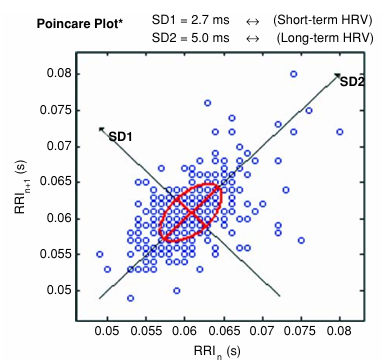 Poincare Plot*
SD1 = 2.7 ms ↔ (Short-term HRV)
SD2 = 5.0 ms ↔ (Long-term HRV)
0.08
0.075
0.07
0.065
0.06
0.055
0.05
RRIn+1 (s)
SD1
SD2
0.05 0.055 0.06 0.065 0.07 0.075 0.08
RRIn (s)